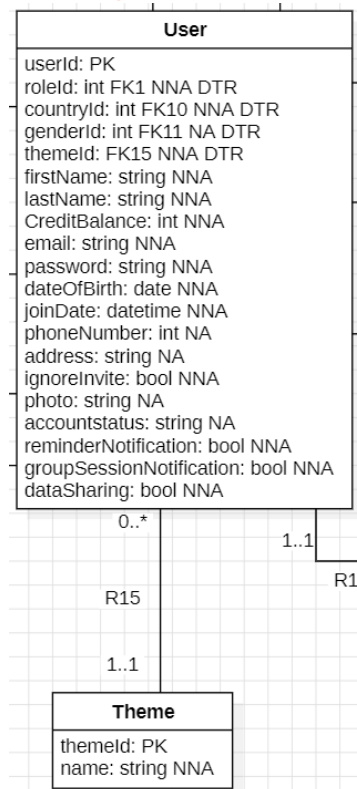 User
userId: PK
roleId: int FK1 NNA DTR
countryId: int FK10 NNA DTR
genderId: int FK11 NA DTR
themeId: FK15 NNA DTR
firstName: string NNA
lastName: string NNA
CreditBalance: int NNA
email: string NNA
password: string NNA
dateOfBirth: date NNA
joinDate: datetime NNA
phoneNumber: int NA
address: string NA
ignoreInvite: bool NNA
photo: string NA
accountstatus: string NA
reminderNotification: bool NNA
groupSessionNotification: bool NNA
dataSharing: bool NNA
0..*
1..1
R1
R15
1..1
Theme
themeId: PK
name: string NNA